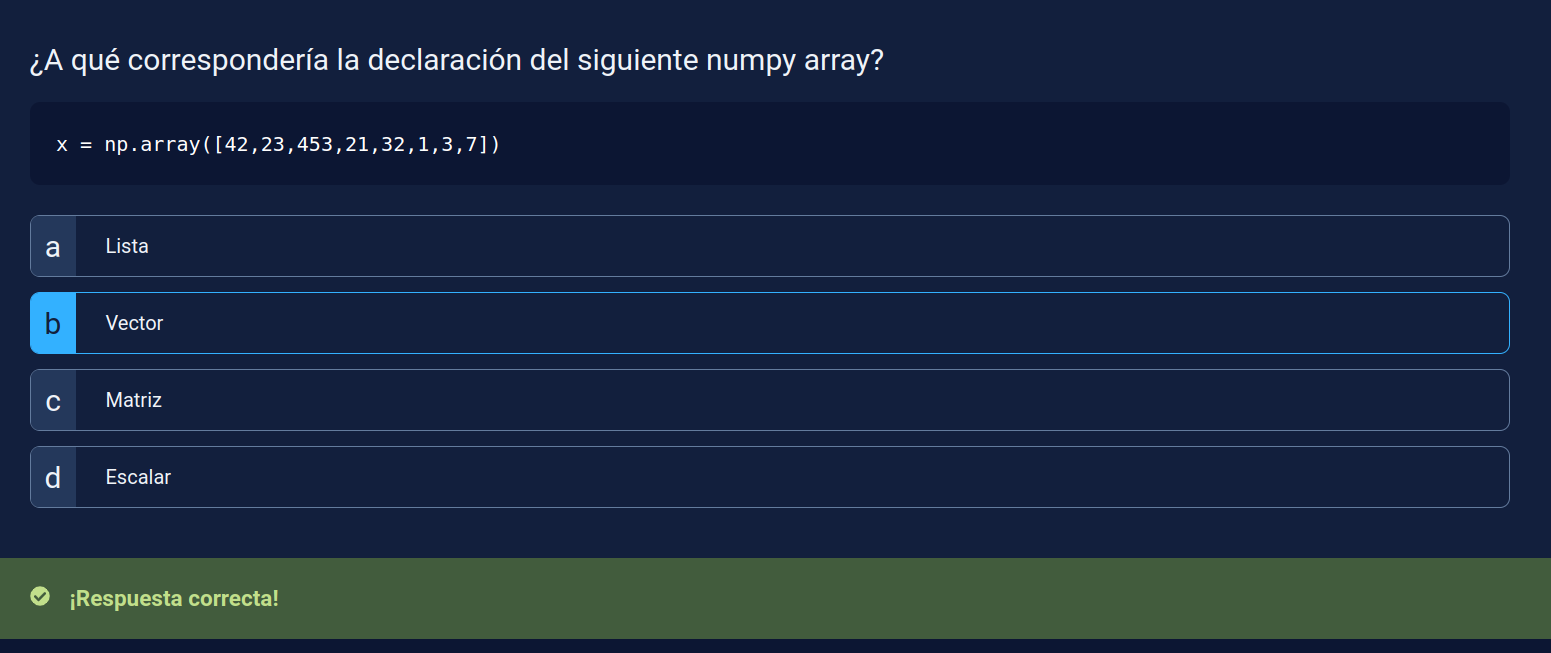 ¿A qué correspondería la declaración del siguiente numpy array?
x = np.array([42,23,453,21,32,1,3,7])
a Lista
b Vector
c Matriz
d Escalar
¡Respuesta correcta!